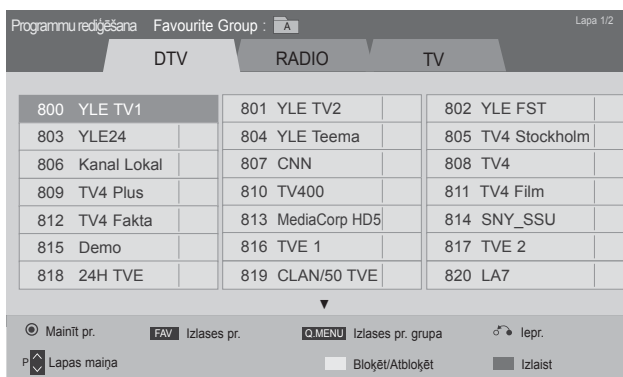 Programmu rediģēšana Favourite Group : A Lapa 1/2
DTV RADIO TV
800 YLE TV1 801 YLE TV2 802 YLE FST
803 YLE24 804 YLE Teema 805 TV4 Stockholm
806 Kanal Lokal 807 CNN 808 TV4
809 TV4 Plus 810 TV400 811 TV4 Film
812 TV4 Fakta 813 MediaCorp HD5 814 SNY_SSU
815 Demo 816 TVE 1 817 TVE 2
818 24H TVE 819 CLAN/50 TVE 820 LA7
Mainīt pr. FAV Izlases pr. Q.MENU Izlases pr. grupa Iepr.
P Lapas maiņa Bloķēt/Atbloķēt Izlaist